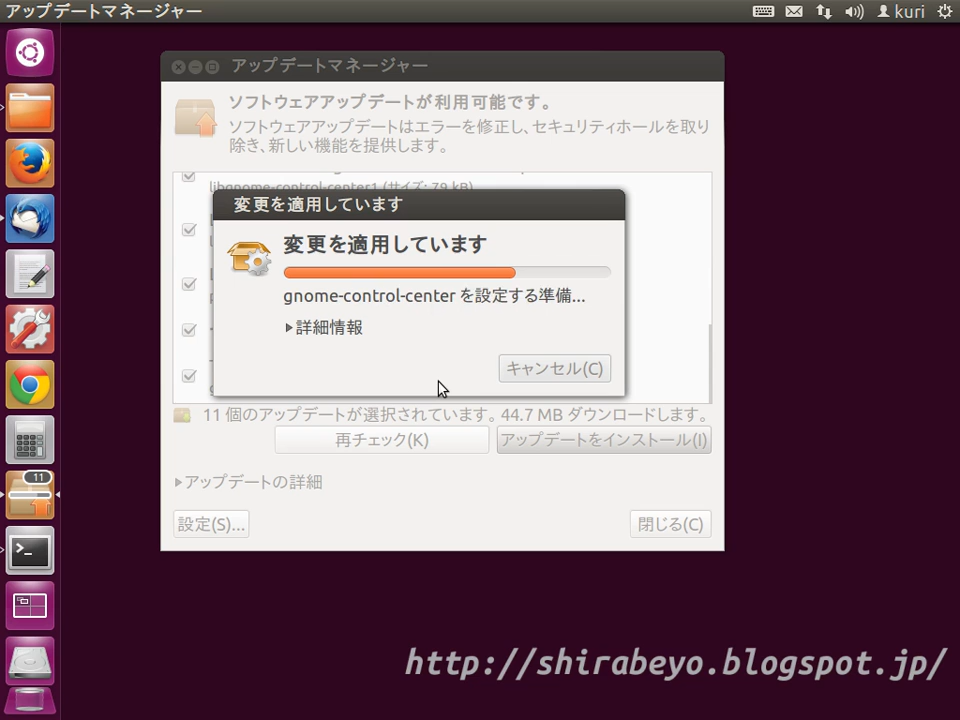 アップデートマネージャー
kuri
アップデートマネージャー
ソフトウェアアップデートが利用可能です。
ソフトウェアアップデートはエラーを修正し、セキュリティホールを取り
除き、新しい機能を提供します。
libgnome-control-center1 (サイズ: 79 kB)
変更を適用しています
変更を適用しています
gnome-control-center を設定する準備...
詳細情報
キャンセル(C)
11 個のアップデートが選択されています。44.7 MB ダウンロードします。
再チェック(K)
アップデートをインストール(I)
アップデートの詳細
11
設定(S)...
閉じる(C)
http://shirabeyo.blogspot.jp/